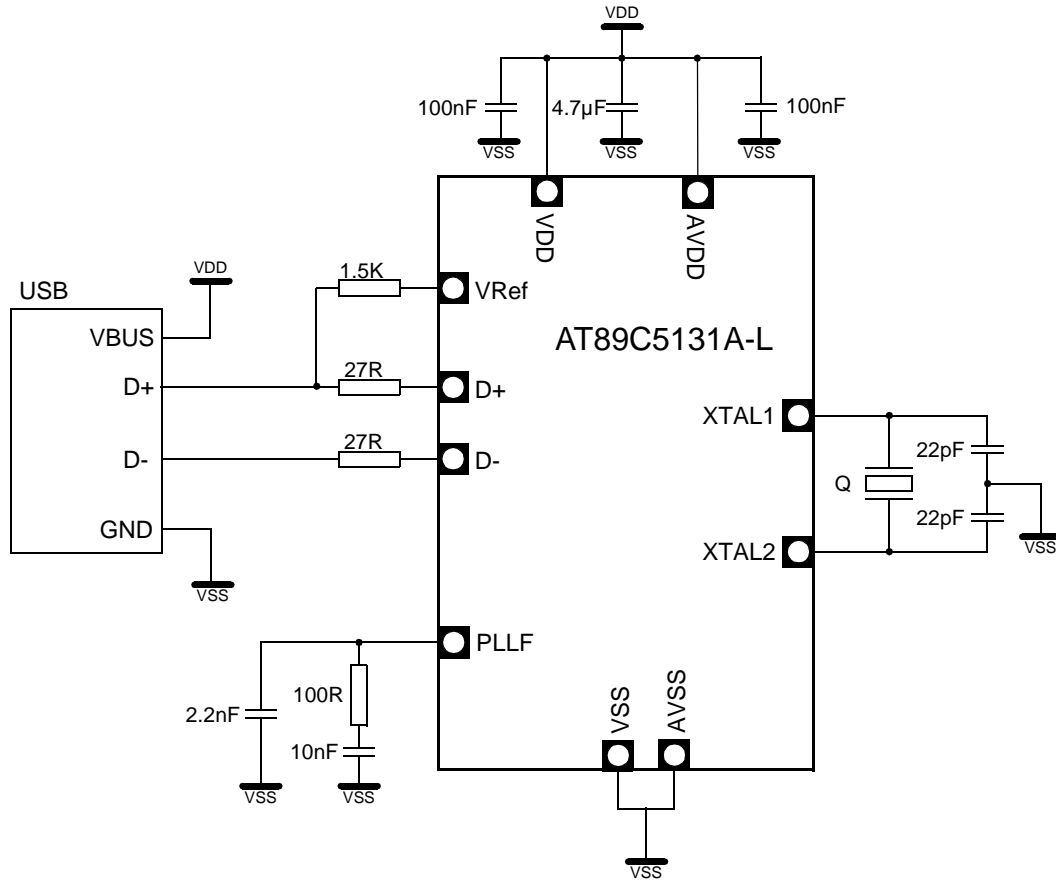 VDD
100nF
4.7µF
100nF
VSS
VSS
VSS
VDD
AVDD
VDD
1.5K
VRef
USB
VBUS
AT89C5131A-L
D+
27R
D+
XTAL1
D-
27R
D-
22pF
Q
22pF
GND
XTAL2
VSS
VSS
PLLF
100R
2.2nF
10nF
VSS
AVSS
VSS
VSS
VSS